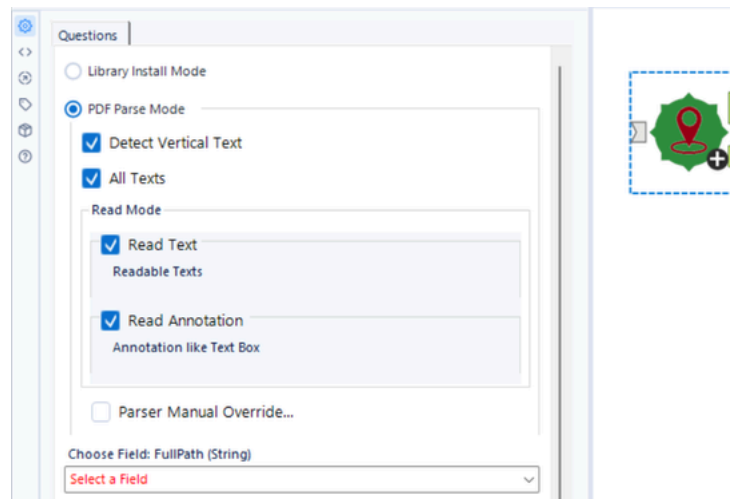 Questions
Library Install Mode
PDF Parse Mode
Detect Vertical Text
All Texts
Read Mode
Read Text
Readable Texts
Read Annotation
Annotation like Text Box
Parser Manual Override...
Choose Field: FullPath (String)
Select a Field